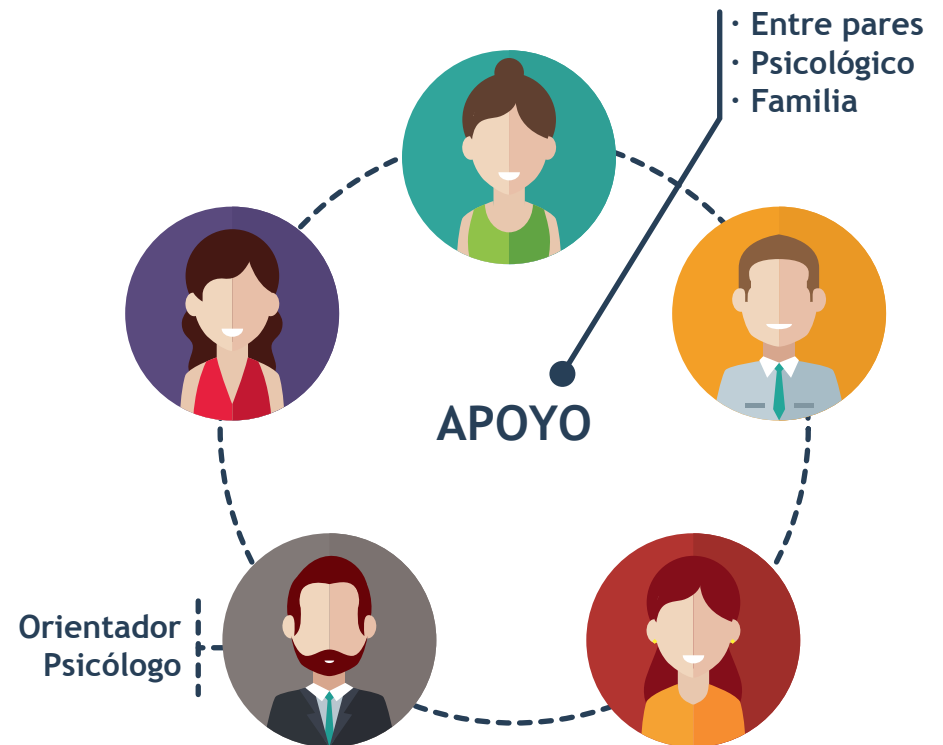 · Entre pares
· Psicológico
· Familia
APOYO
Orientador
Psicólogo